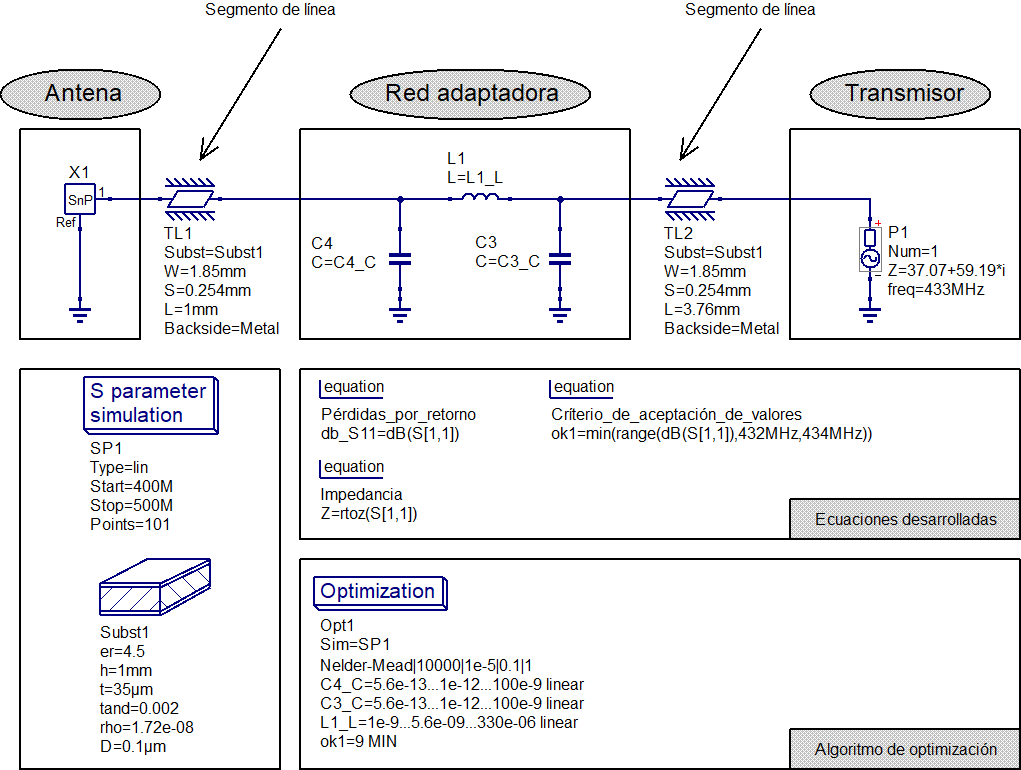 Segmento de línea
Segmento de línea
Antena
Red adaptadora
Transmisor
X1
SnP
1
Ref
TL1
Subst=Subst1
W=1.85mm
S=0.254mm
L=1mm
Backside=Metal
C4
C=C4_C
L1
L=L1_L
C3
C=C3_C
TL2
Subst=Subst1
W=1.85mm
S=0.254mm
L=3.76mm
Backside=Metal
P1
Num=1
Z=37.07+59.19*i
freq=433MHz
S parameter
simulation
SP1
Type=lin
Start=400M
Stop=500M
Points=101
Subst1
er=4.5
h=1mm
t=35µm
tand=0.002
rho=1.72e-08
D=0.1µm
equation
Pérdidas_por_retorno
db_S11=dB(S[1,1])
equation
Críterio_de_aceptación_de_valores
ok1=min(range(dB(S[1,1]),432MHz,434MHz))
equation
Impedancia
Z=rtoz(S[1,1])
Ecuaciones desarrolladas
Optimization
Opt1
Sim=SP1
Nelder-Mead|10000|1e-5|0.1|1
C4_C=5.6e-13...1e-12...100e-9 linear
C3_C=5.6e-13...1e-12...100e-9 linear
L1_L=1e-9...5.6e-09...330e-06 linear
ok1=9 MIN
Algoritmo de optimización